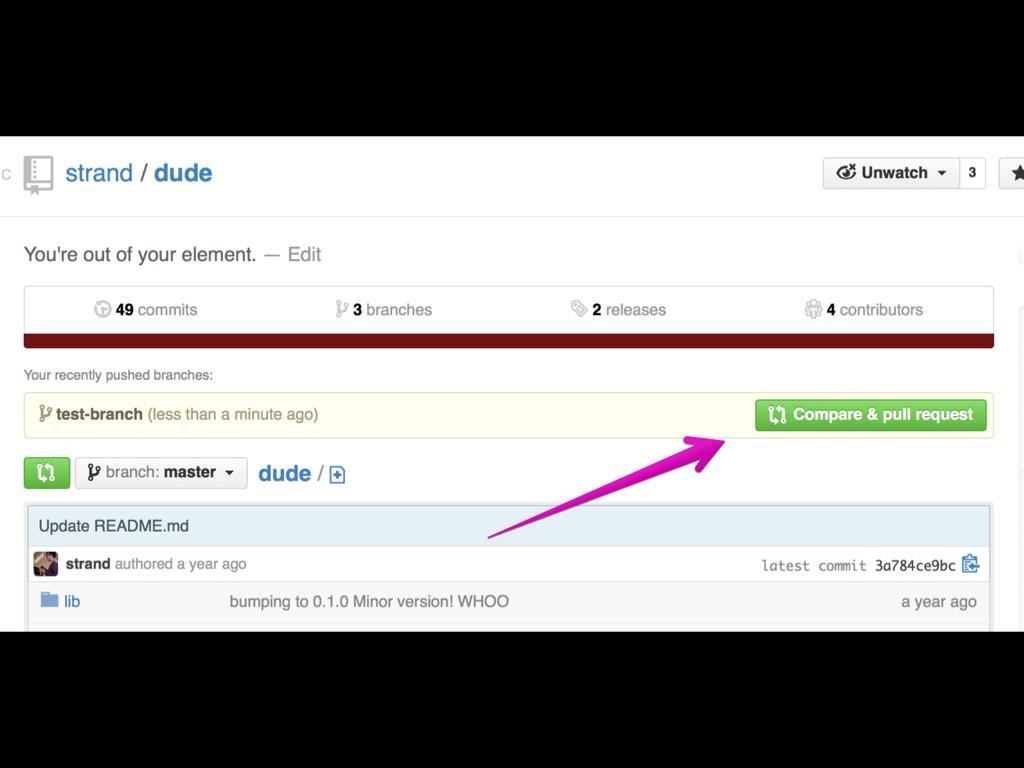 c strand / dude Unwatch 3
You're out of your element. — Edit
49 commits 3 branches 2 releases 4 contributors
Your recently pushed branches:
test-branch (less than a minute ago) Compare & pull request
branch: master dude /
Update README.md
strand authored a year ago latest commit 3a784ce9bc
lib bumping to 0.1.0 Minor version! WHOO a year ago